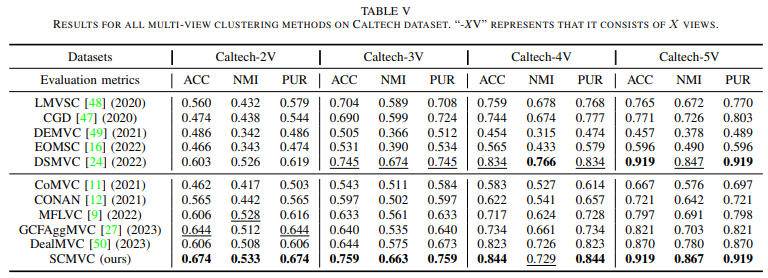 TABLE V
RESULTS FOR ALL MULTI-VIEW CLUSTERING METHODS ON CALTECH DATASET. “-XV” REPRESENTS THAT IT CONSISTS OF X VIEWS.
Datasets Caltech-2V Caltech-3V Caltech-4V Caltech-5V
Evaluation metrics ACC NMI PUR ACC NMI PUR ACC NMI PUR ACC NMI PUR
LMVSC [48] (2020) 0.560 0.432 0.579 0.704 0.589 0.708 0.759 0.678 0.768 0.765 0.672 0.770
CGD [47] (2020) 0.474 0.438 0.544 0.690 0.599 0.724 0.744 0.674 0.777 0.771 0.726 0.803
DEMVC [49] (2021) 0.486 0.342 0.486 0.505 0.366 0.512 0.454 0.315 0.474 0.457 0.378 0.489
EOMSC [16] (2022) 0.466 0.343 0.474 0.531 0.390 0.534 0.565 0.433 0.579 0.596 0.490 0.596
DSMVC [24] (2022) 0.603 0.526 0.619 0.745 0.674 0.745 0.834 0.766 0.834 0.919 0.847 0.919
CoMVC [11] (2021) 0.462 0.417 0.503 0.543 0.511 0.584 0.583 0.527 0.614 0.667 0.576 0.697
CONAN [12] (2021) 0.565 0.442 0.565 0.597 0.502 0.597 0.622 0.541 0.657 0.721 0.642 0.721
MFLVC [9] (2022) 0.606 0.528 0.616 0.633 0.561 0.633 0.717 0.624 0.728 0.797 0.691 0.798
GCFAggMVC [27] (2023) 0.644 0.512 0.644 0.640 0.535 0.640 0.734 0.661 0.734 0.821 0.703 0.821
DealMVC [50] (2023) 0.606 0.508 0.606 0.644 0.575 0.673 0.823 0.726 0.823 0.870 0.780 0.870
SCMVC (ours) 0.674 0.533 0.674 0.759 0.663 0.759 0.844 0.729 0.844 0.919 0.867 0.919